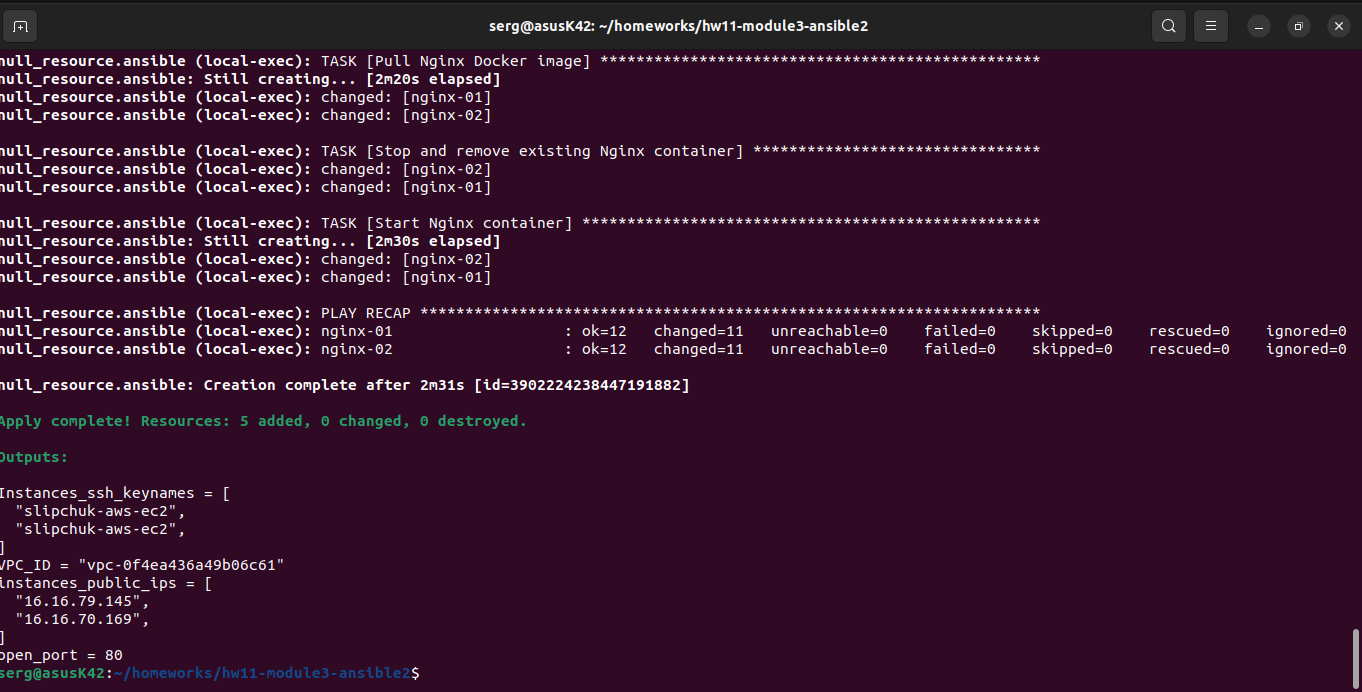 serg@asusK42: ~/homeworks/hw11-module3-ansible2
null_resource.ansible (local-exec): TASK [Pull Nginx Docker image] *************************************************
null_resource.ansible: Still creating... [2m20s elapsed]
null_resource.ansible (local-exec): changed: [nginx-01]
null_resource.ansible (local-exec): changed: [nginx-02]
null_resource.ansible (local-exec): TASK [Stop and remove existing Nginx container] ********************************
null_resource.ansible (local-exec): changed: [nginx-02]
null_resource.ansible (local-exec): changed: [nginx-01]
null_resource.ansible (local-exec): TASK [Start Nginx container] ***************************************************
null_resource.ansible: Still creating... [2m30s elapsed]
null_resource.ansible (local-exec): changed: [nginx-02]
null_resource.ansible (local-exec): changed: [nginx-01]
null_resource.ansible (local-exec): PLAY RECAP *********************************************************************
null_resource.ansible (local-exec): nginx-01                   : ok=12   changed=11   unreachable=0    failed=0    skipped=0    rescued=0    ignored=0
null_resource.ansible (local-exec): nginx-02                   : ok=12   changed=11   unreachable=0    failed=0    skipped=0    rescued=0    ignored=0
null_resource.ansible: Creation complete after 2m31s [id=3902224238447191882]
Apply complete! Resources: 5 added, 0 changed, 0 destroyed.
Outputs:
Instances_ssh_keynames = [
  "slipchuk-aws-ec2",
  "slipchuk-aws-ec2",
]
VPC_ID = "vpc-0f4ea436a49b06c61"
instances_public_ips = [
  "16.16.79.145",
  "16.16.70.169",
]
open_port = 80
serg@asusK42:~/homeworks/hw11-module3-ansible2$